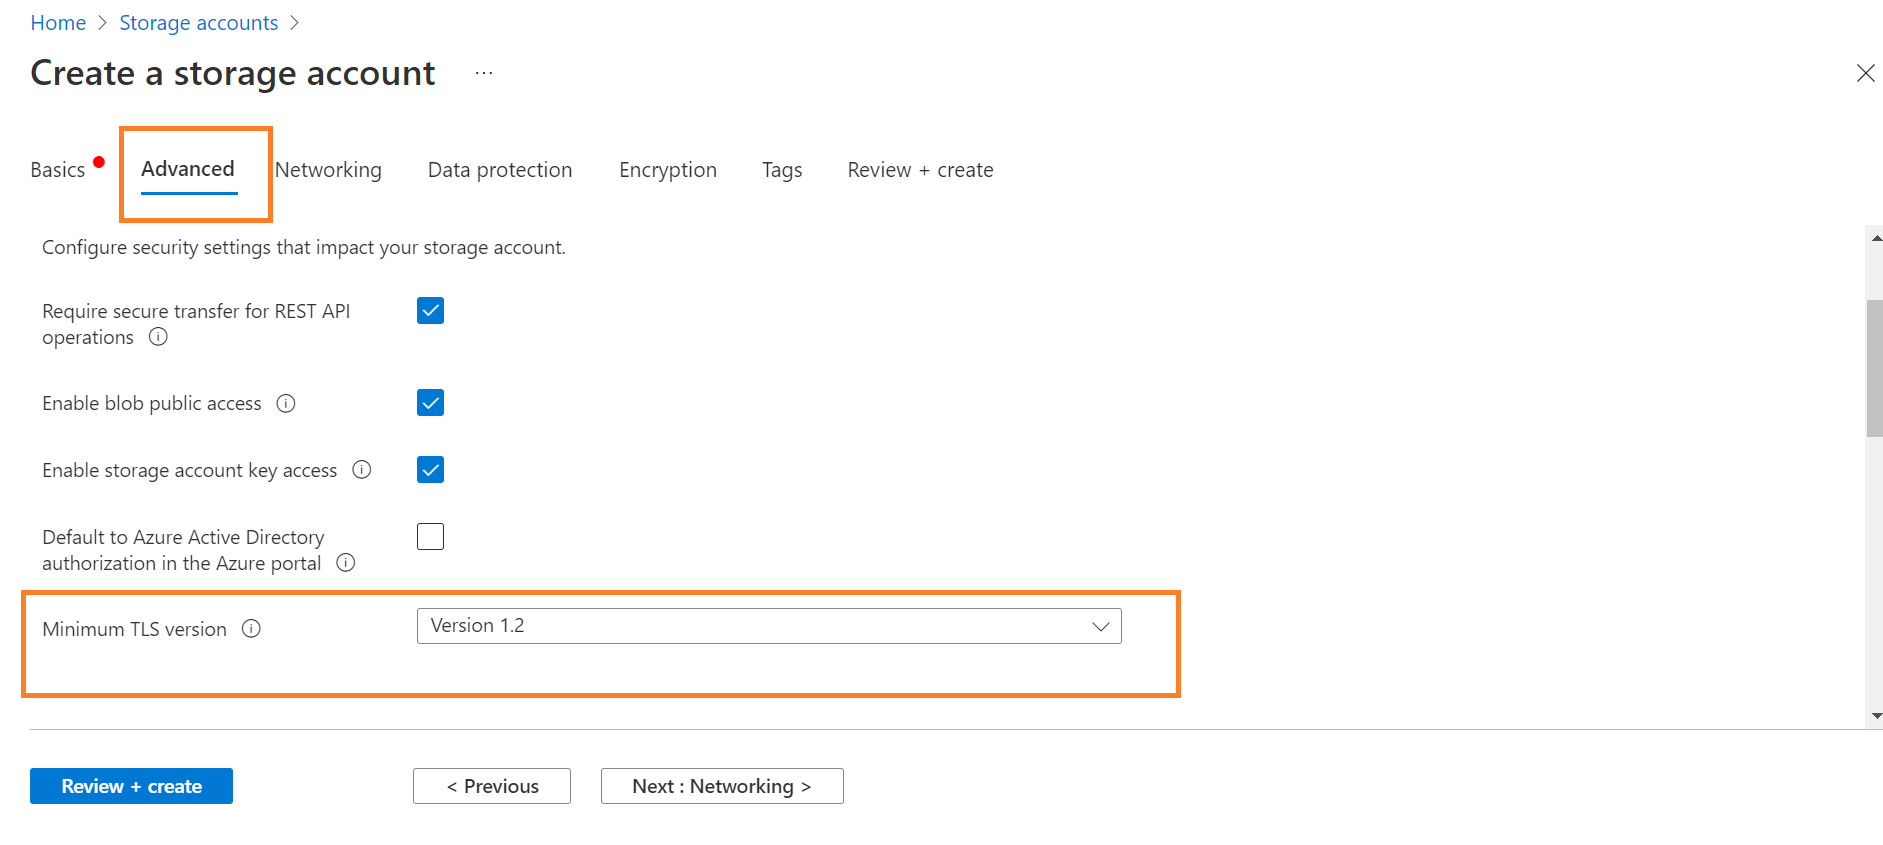 Home > Storage accounts >
Create a storage account ...
Basics Advanced Networking Data protection Encryption Tags Review + create
Configure security settings that impact your storage account.
Require secure transfer for REST API
operations
Enable blob public access
Enable storage account key access
Default to Azure Active Directory
authorization in the Azure portal
Minimum TLS version Version 1.2
Review + create < Previous Next : Networking >